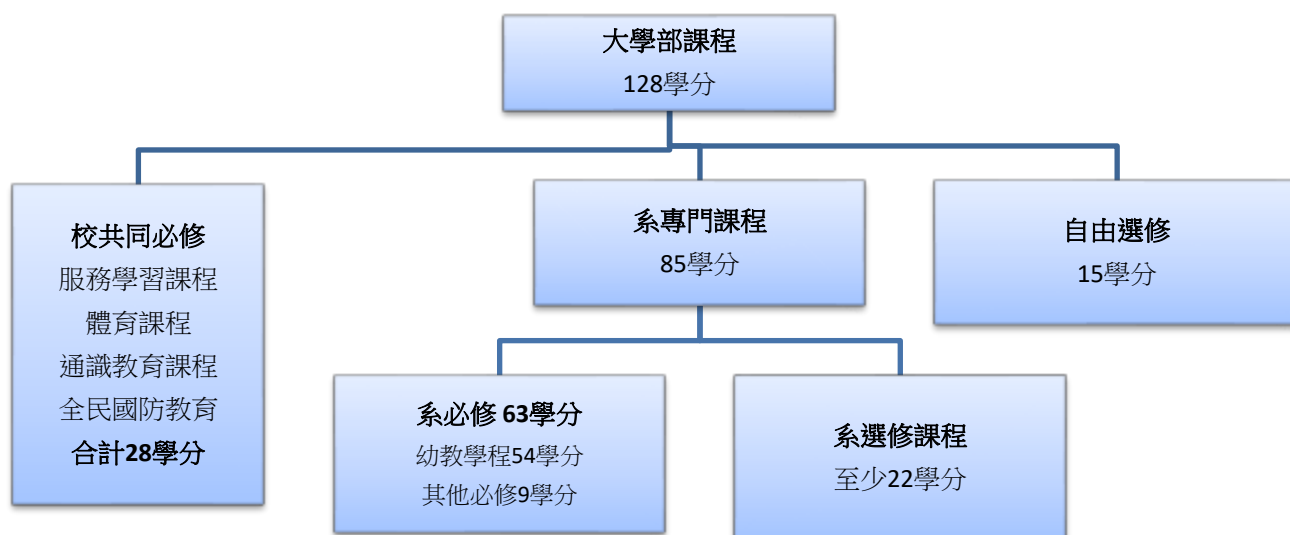 大學部課程
128學分
校共同必修
服務學習課程
體育課程
通識教育課程
全民國防教育
合計28學分
系專門課程
85學分
自由選修
15學分
系必修 63學分
幼教學程54學分
其他必修9學分
系選修課程
至少22學分